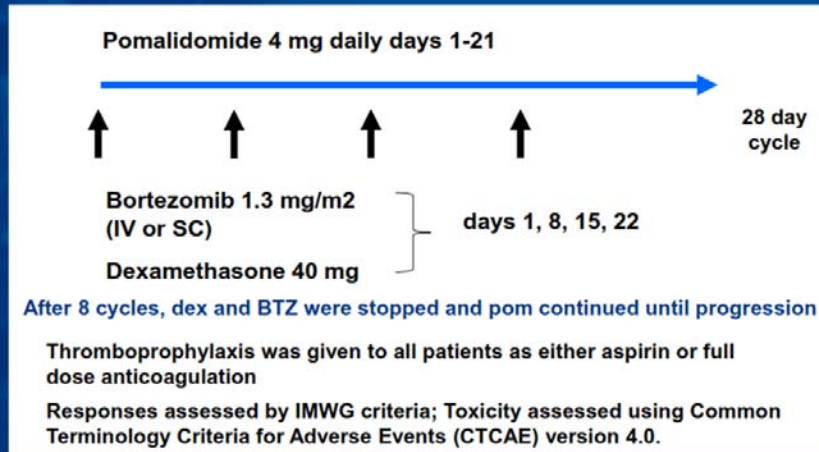 Pomalidomide 4 mg daily days 1-21
28 day
cycle
Bortezomib 1.3 mg/m2
(IV or SC)
days 1, 8, 15, 22
Dexamethasone 40 mg
After 8 cycles, dex and BTZ were stopped and pom continued until progression
Thromboprophylaxis was given to all patients as either aspirin or full
dose anticoagulation
Responses assessed by IMWG criteria; Toxicity assessed using Common
Terminology Criteria for Adverse Events (CTCAE) version 4.0.